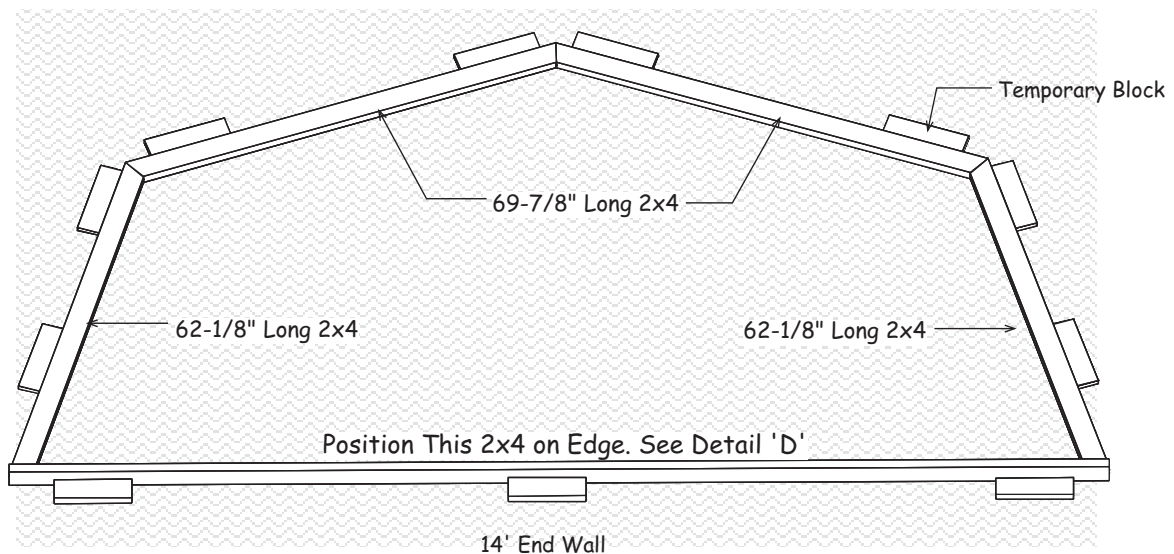 Temporary Block
69-7/8" Long 2x4
62-1/8" Long 2x4
62-1/8" Long 2x4
Position This 2x4 on Edge. See Detail 'D'
14' End Wall